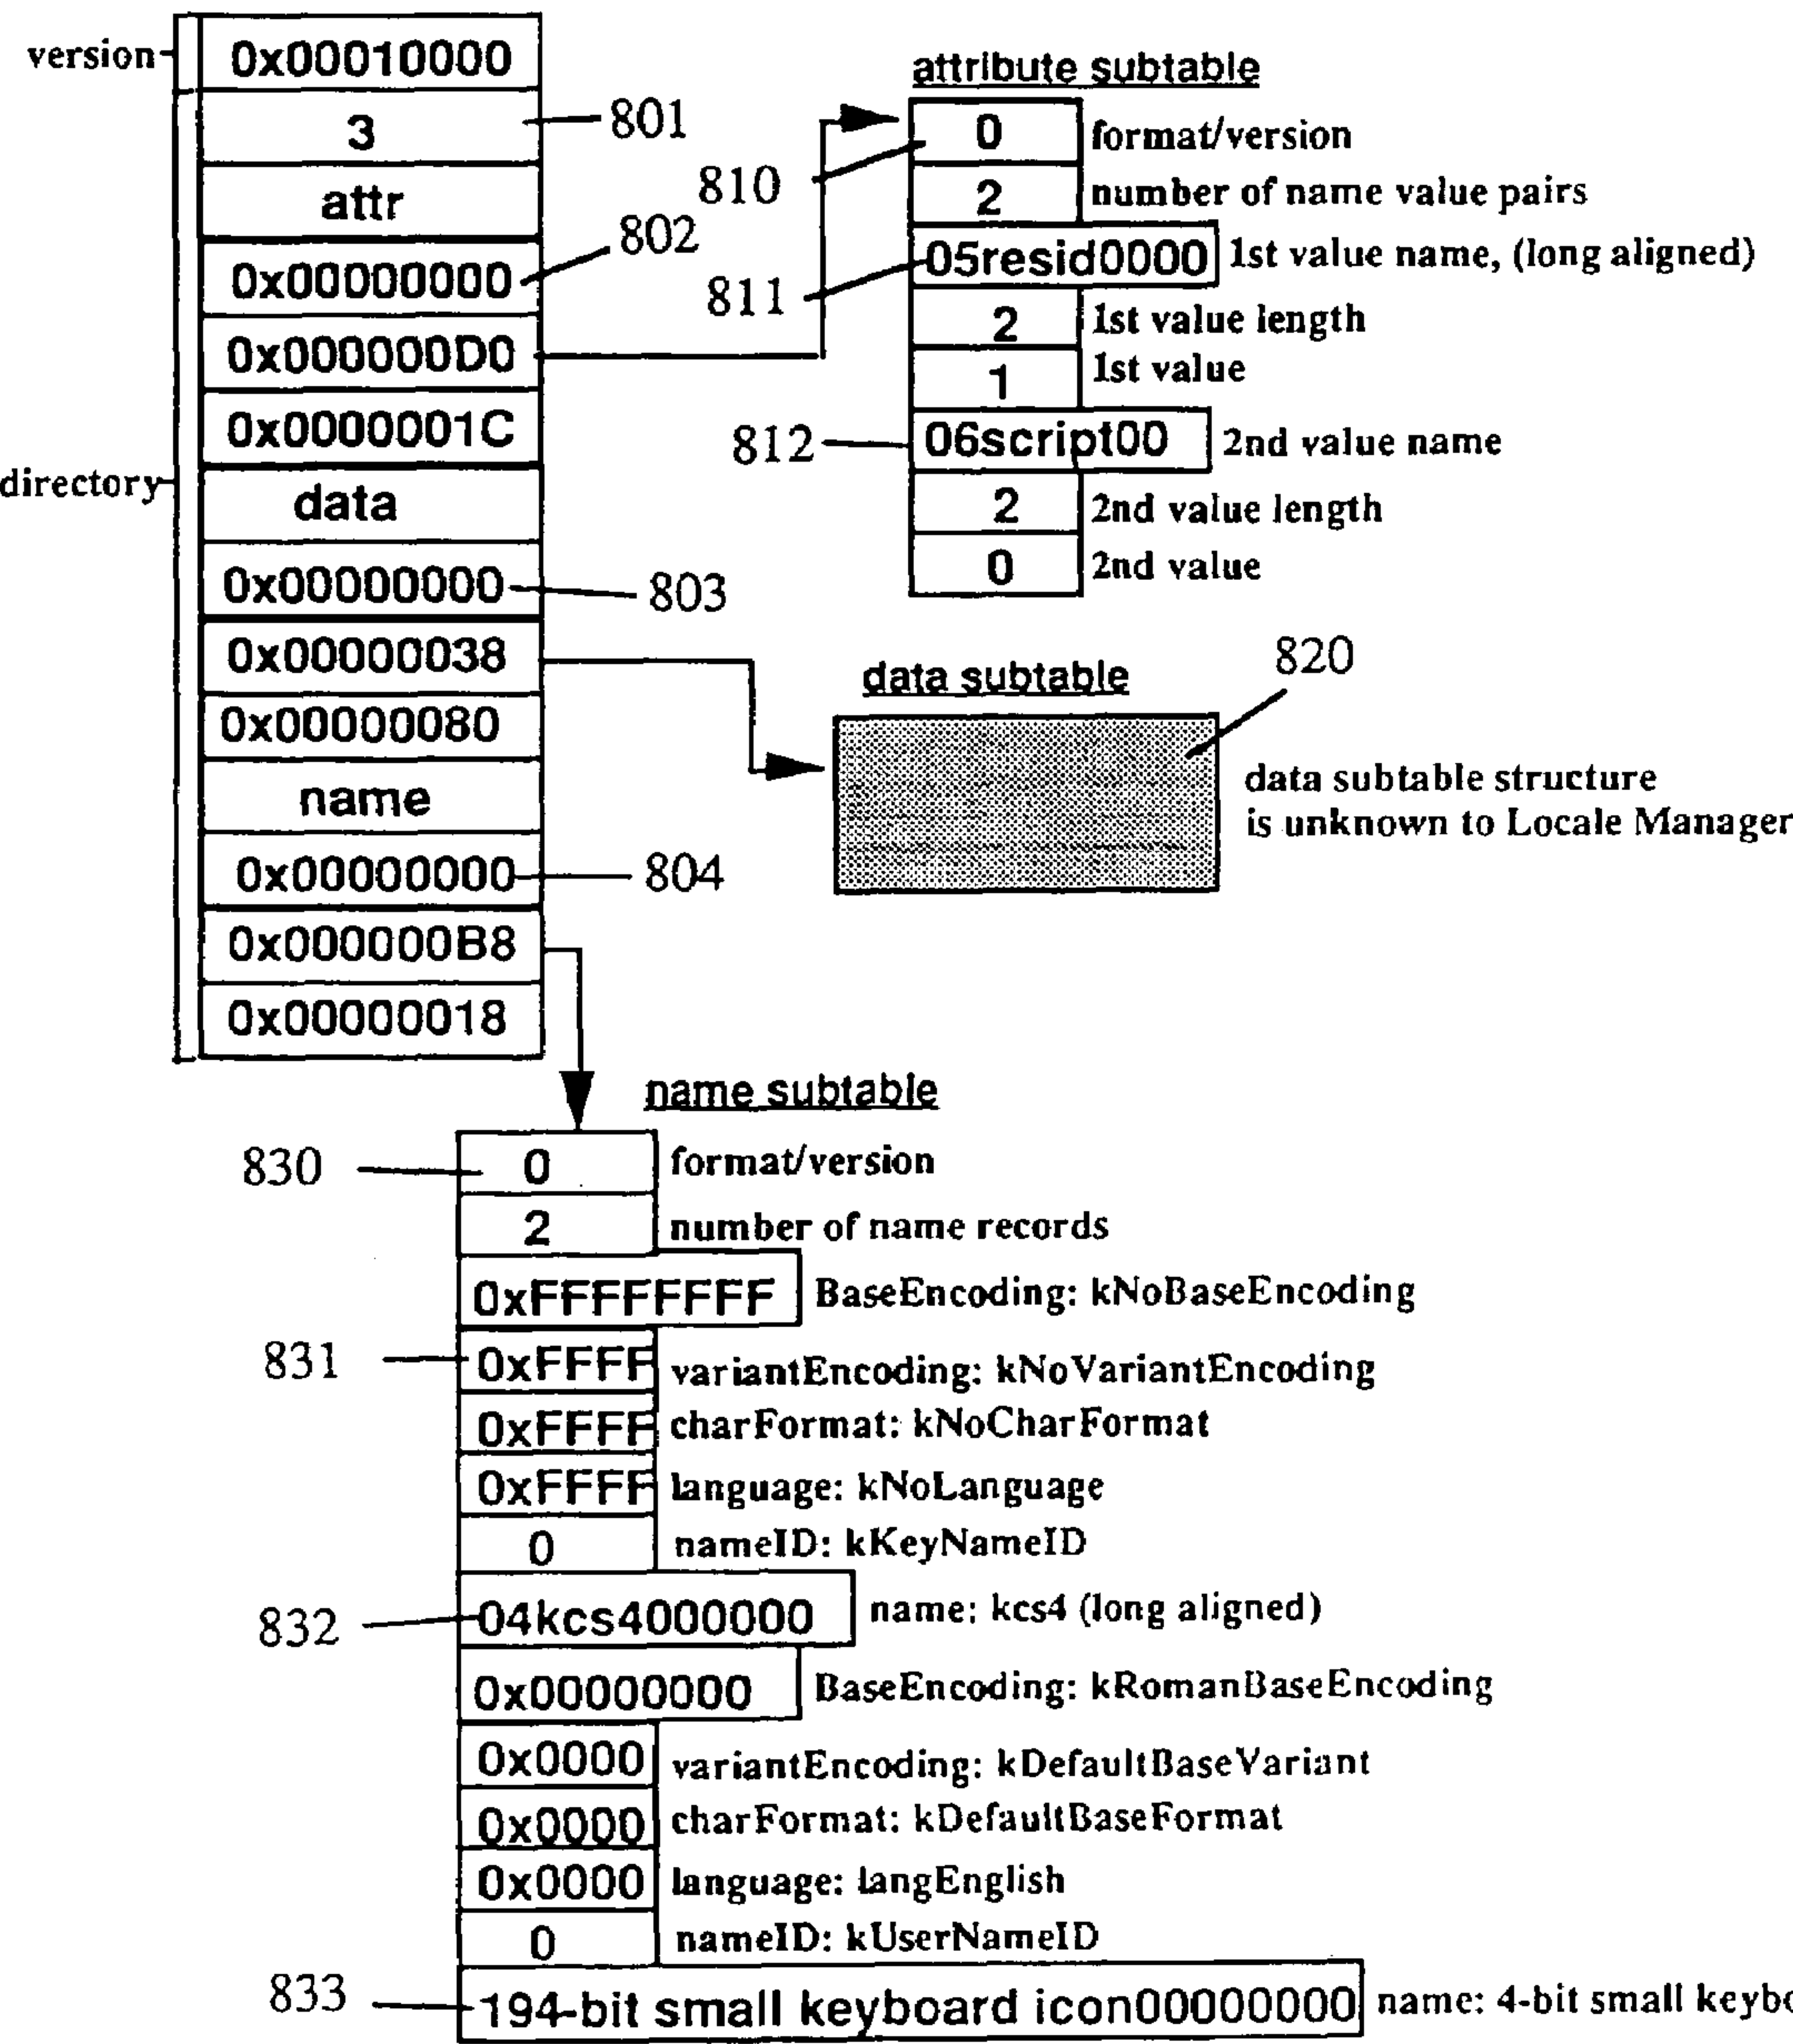 version
0x00010000
3
801
attr
0x00000000
802
0x000000D0
0x0000001C
directory
data
0x00000000
803
0x00000038
0x00000080
name
0x00000000
804
0x000000B8
0x00000018
attribute subtable
810
0 format/version
2 number of name value pairs
811
05resid0000 1st value name, (long aligned)
2 1st value length
1 1st value
812
06script00 2nd value name
2 2nd value length
0 2nd value
data subtable
820
data subtable structure
is unknown to Locale Manager
name subtable
830
0 format/version
2 number of name records
0xFFFFFFFF BaseEncoding: kNoBaseEncoding
831
0xFFFF variantEncoding: kNoVariantEncoding
0xFFFF charFormat: kNoCharFormat
0xFFFF language: kNoLanguage
0 nameID: kKeyNameID
832
04kcs4000000 name: kcs4 (long aligned)
0x00000000 BaseEncoding: kRomanBaseEncoding
0x0000 variantEncoding: kDefaultBaseVariant
0x0000 charFormat: kDefaultBaseFormat
0x0000 language: langEnglish
0 nameID: kUserNameID
833
194-bit small keyboard icon00000000 name: 4-bit small